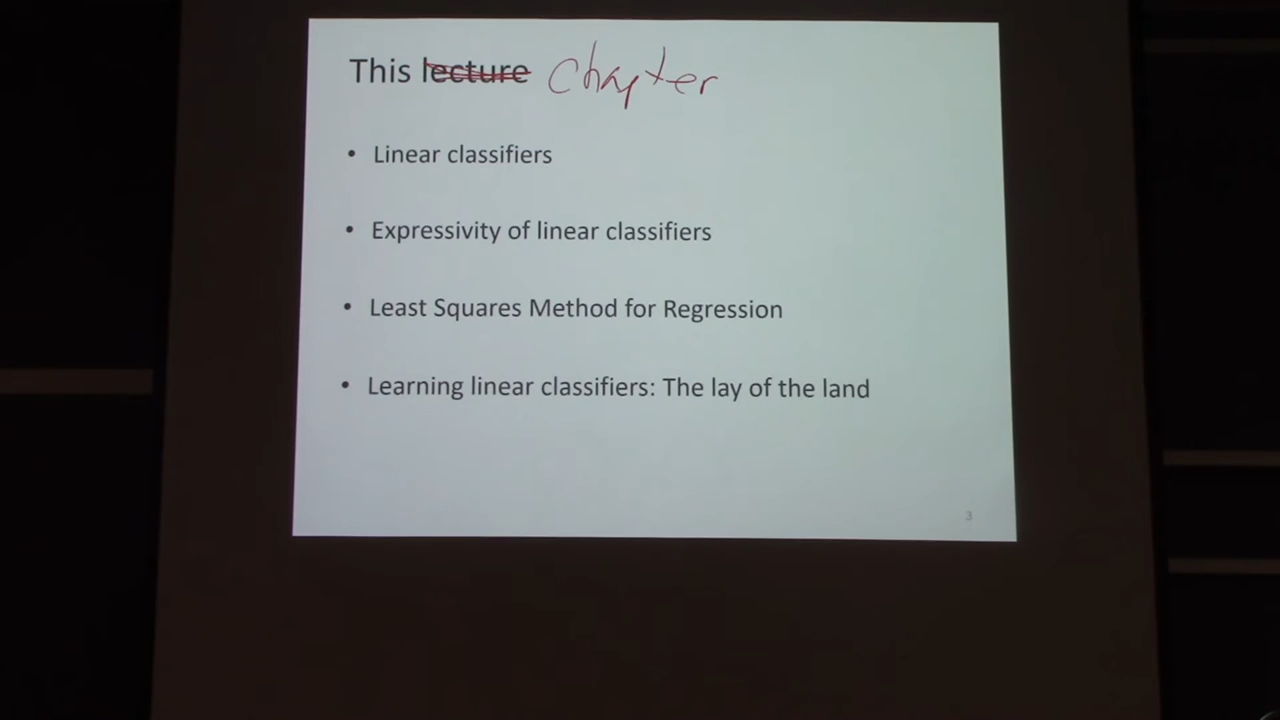 This lecture Chapter
• Linear classifiers
• Expressivity of linear classifiers
• Least Squares Method for Regression
• Learning linear classifiers: The lay of the land
3